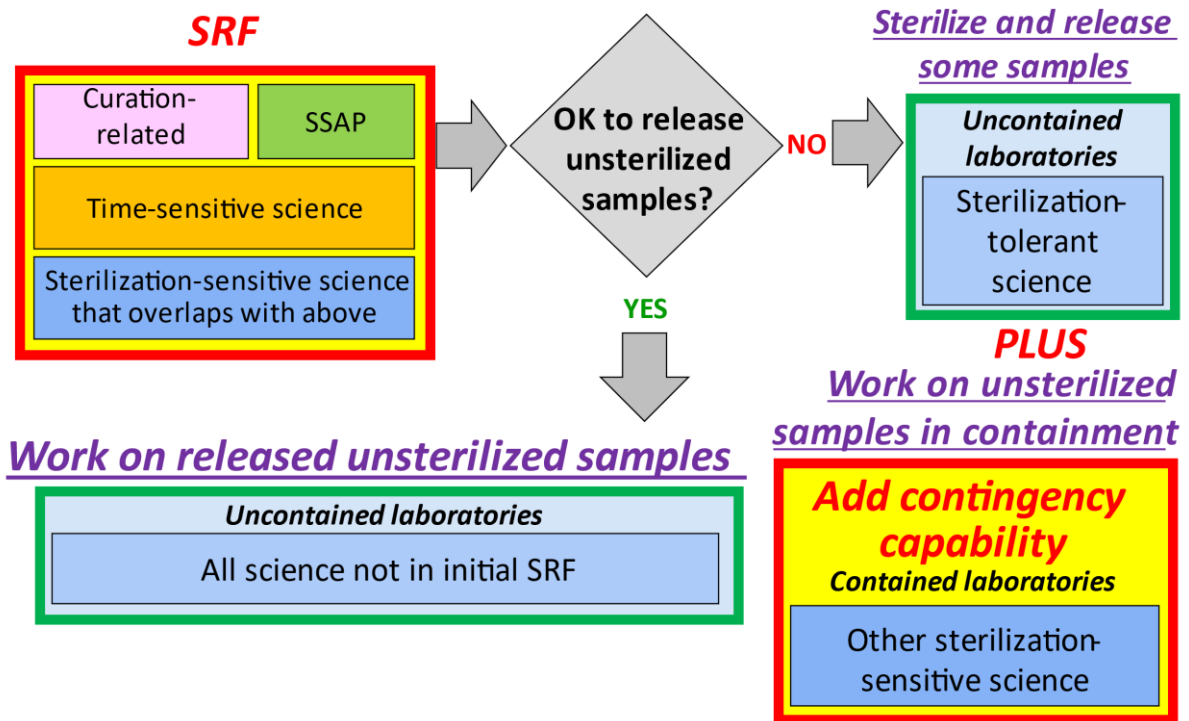 SRF
Curation-
related
SSAP
Time-sensitive science
Sterilization-sensitive science
that overlaps with above
OK to release
unsterilized
samples?
NO
YES
Sterilize and release
some samples
Uncontained
laboratories
Sterilization-
tolerant
science
PLUS
Work on unsterilized
samples in containment
Add contingency
capability
Contained laboratories
Other sterilization-
sensitive science
Work on released unsterilized samples
Uncontained laboratories
All science not in initial SRF